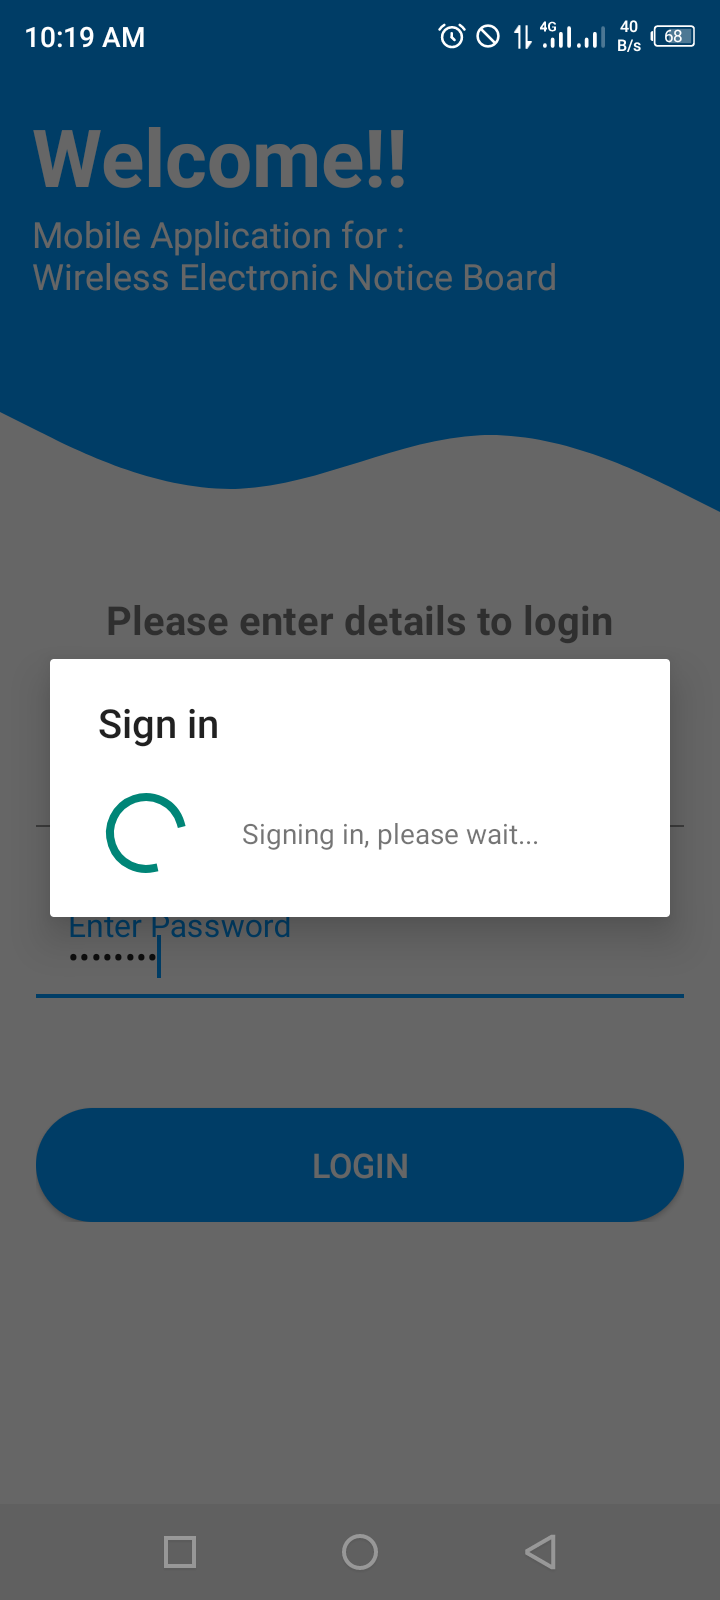 10:19 AM
4G
40
B/s
68
Welcome!!
Mobile Application for :
Wireless Electronic Notice Board
Please enter details to login
Sign in
Signing in, please wait...
Enter Password
••••••••
LOGIN